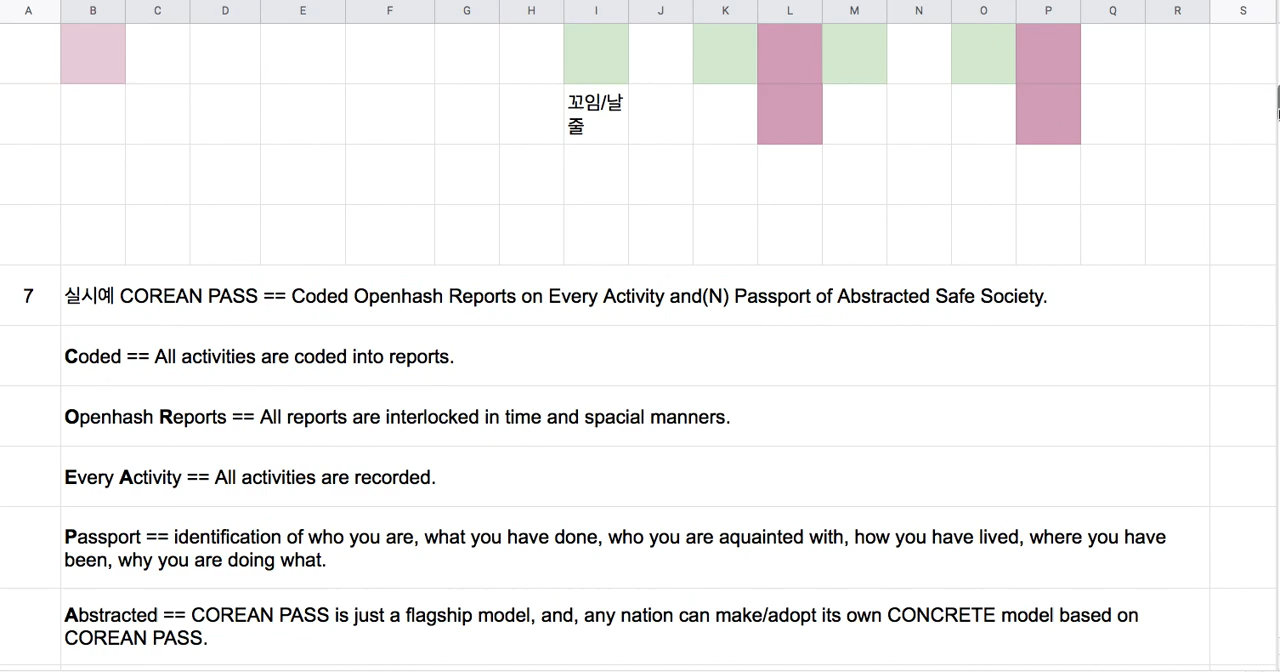 A B C D E F G H I J K L M N O P Q R S
꼬임/날
줄
7 실시예 COREAN PASS == Coded Openhash Reports on Every Activity and(N) Passport of Abstracted Safe Society.
Coded == All activities are coded into reports.
Openhash Reports == All reports are interlocked in time and spacial manners.
Every Activity == All activities are recorded.
Passport == identification of who you are, what you have done, who you are aquainted with, how you have lived, where you have
been, why you are doing what.
Abstracted == COREAN PASS is just a flagship model, and, any nation can make/adopt its own CONCRETE model based on
COREAN PASS.